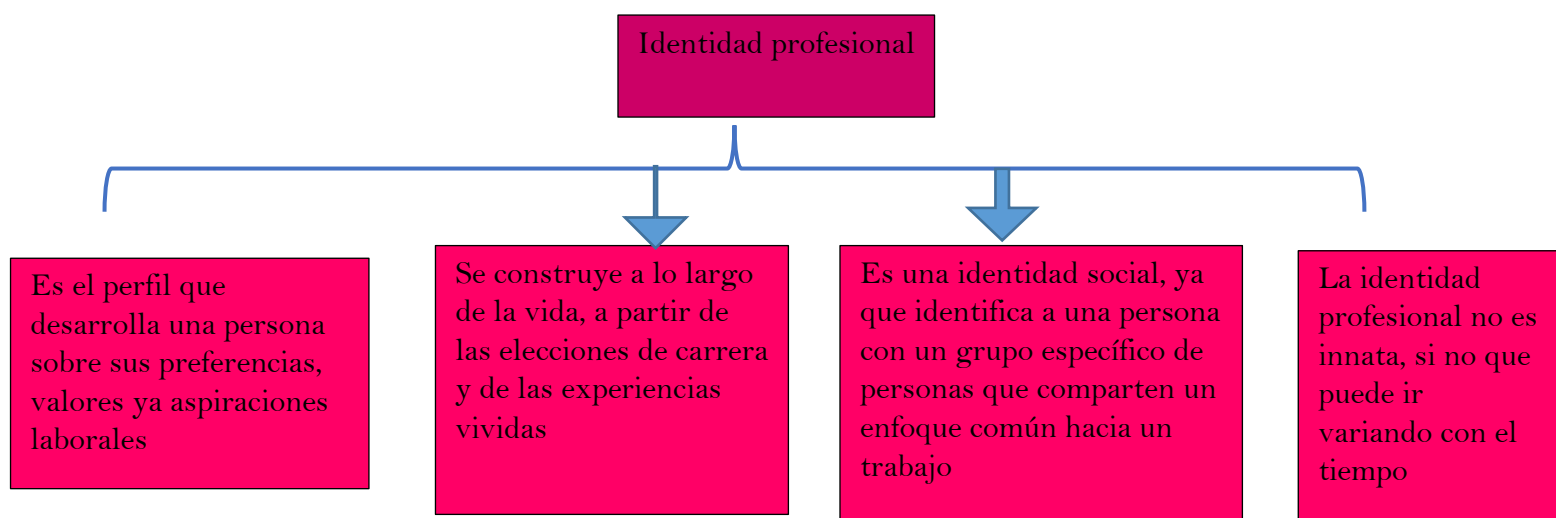 Identidad profesional
Es el perfil que
desarrolla una persona
sobre sus preferencias,
valores ya aspiraciones
laborales
Se construye a lo largo
de la vida, a partir de
las elecciones de carrera
y de las experiencias
vividas
Es una identidad social, ya
que identifica a una persona
con un grupo específico de
personas que comparten un
enfoque común hacia un
trabajo
La identidad
profesional no es
innata, si no que
puede ir
variando con el
tiempo